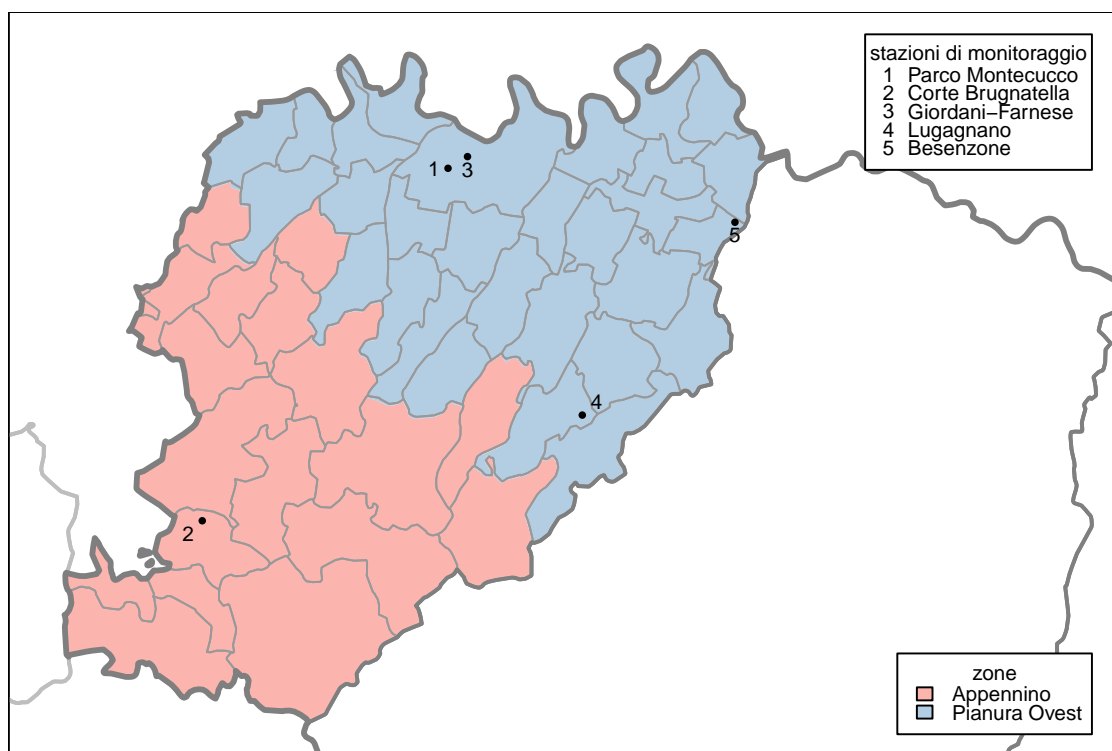 stazioni di monitoraggio
1 Parco Montecucco
2 Corte Brugnatella
3 Giordani−Farnese
4 Lugagnano
5 Besenzone
1
3
5
4
2
zone
Appennino
Pianura Ovest